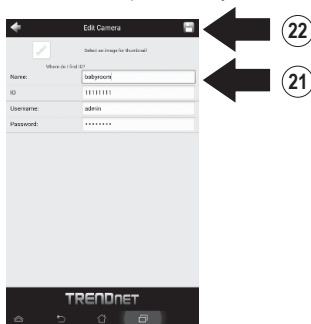 Edit Camera
22
Select an image for thumbnail
Where do I find ID?
Name: babyroom
21
ID 11111111
Username: admin
Password: ••••••••
TRENDNET